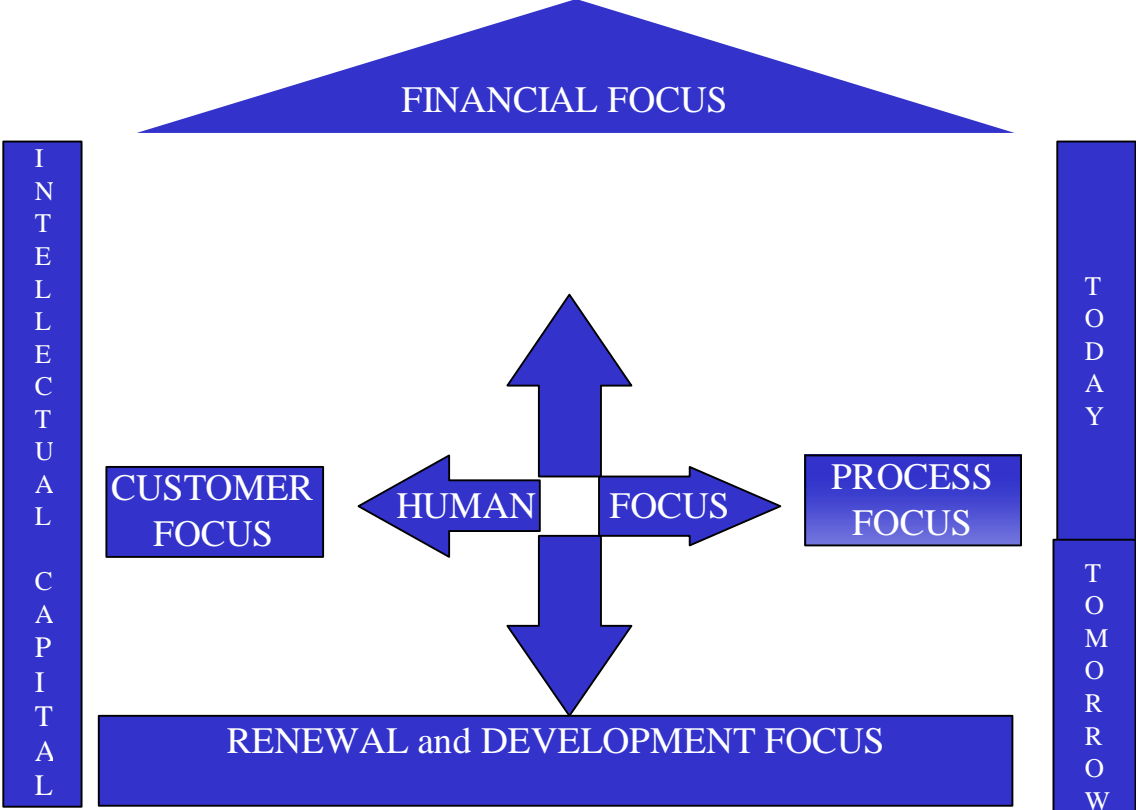 FINANCIAL FOCUS
INTELLECTUAL CAPITAL
TODAY
CUSTOMER
FOCUS
HUMAN FOCUS
PROCESS
FOCUS
TOMORROW
RENEWAL and DEVELOPMENT FOCUS